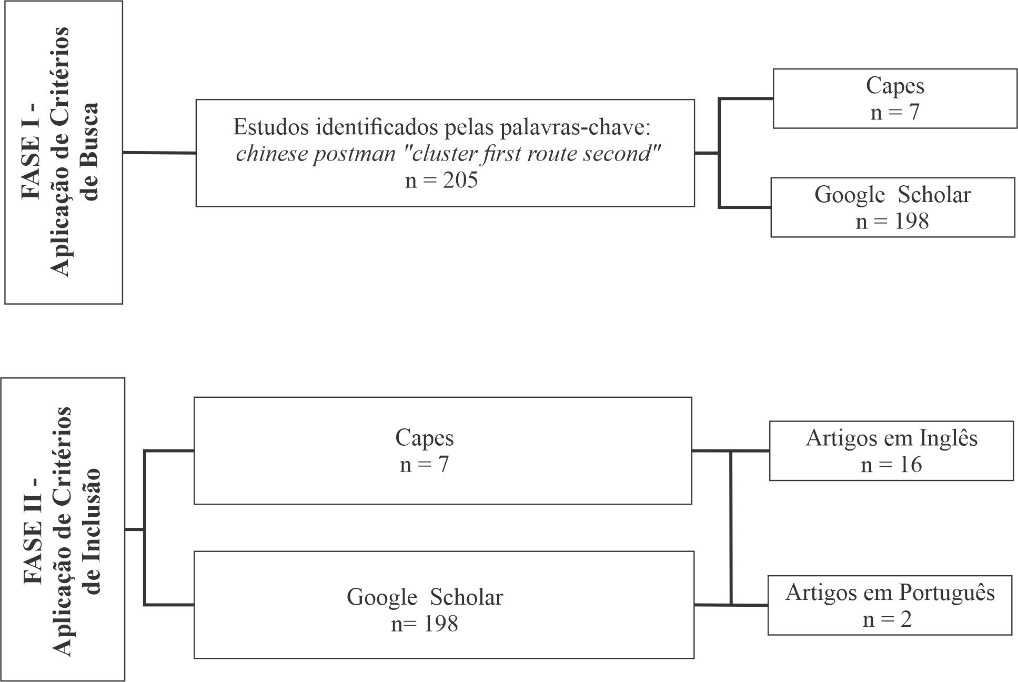 FASE I -
Aplicação de Critérios
de Busca
Estudos identificados pelas palavras-chave:
chinese postman "cluster first route second"
n = 205
Capes
n = 7
Google Scholar
n = 198
FASE II -
Aplicação de Critérios
de Inclusão
Capes
n = 7
Google Scholar
n= 198
Artigos em Inglês
n = 16
Artigos em Português
n = 2